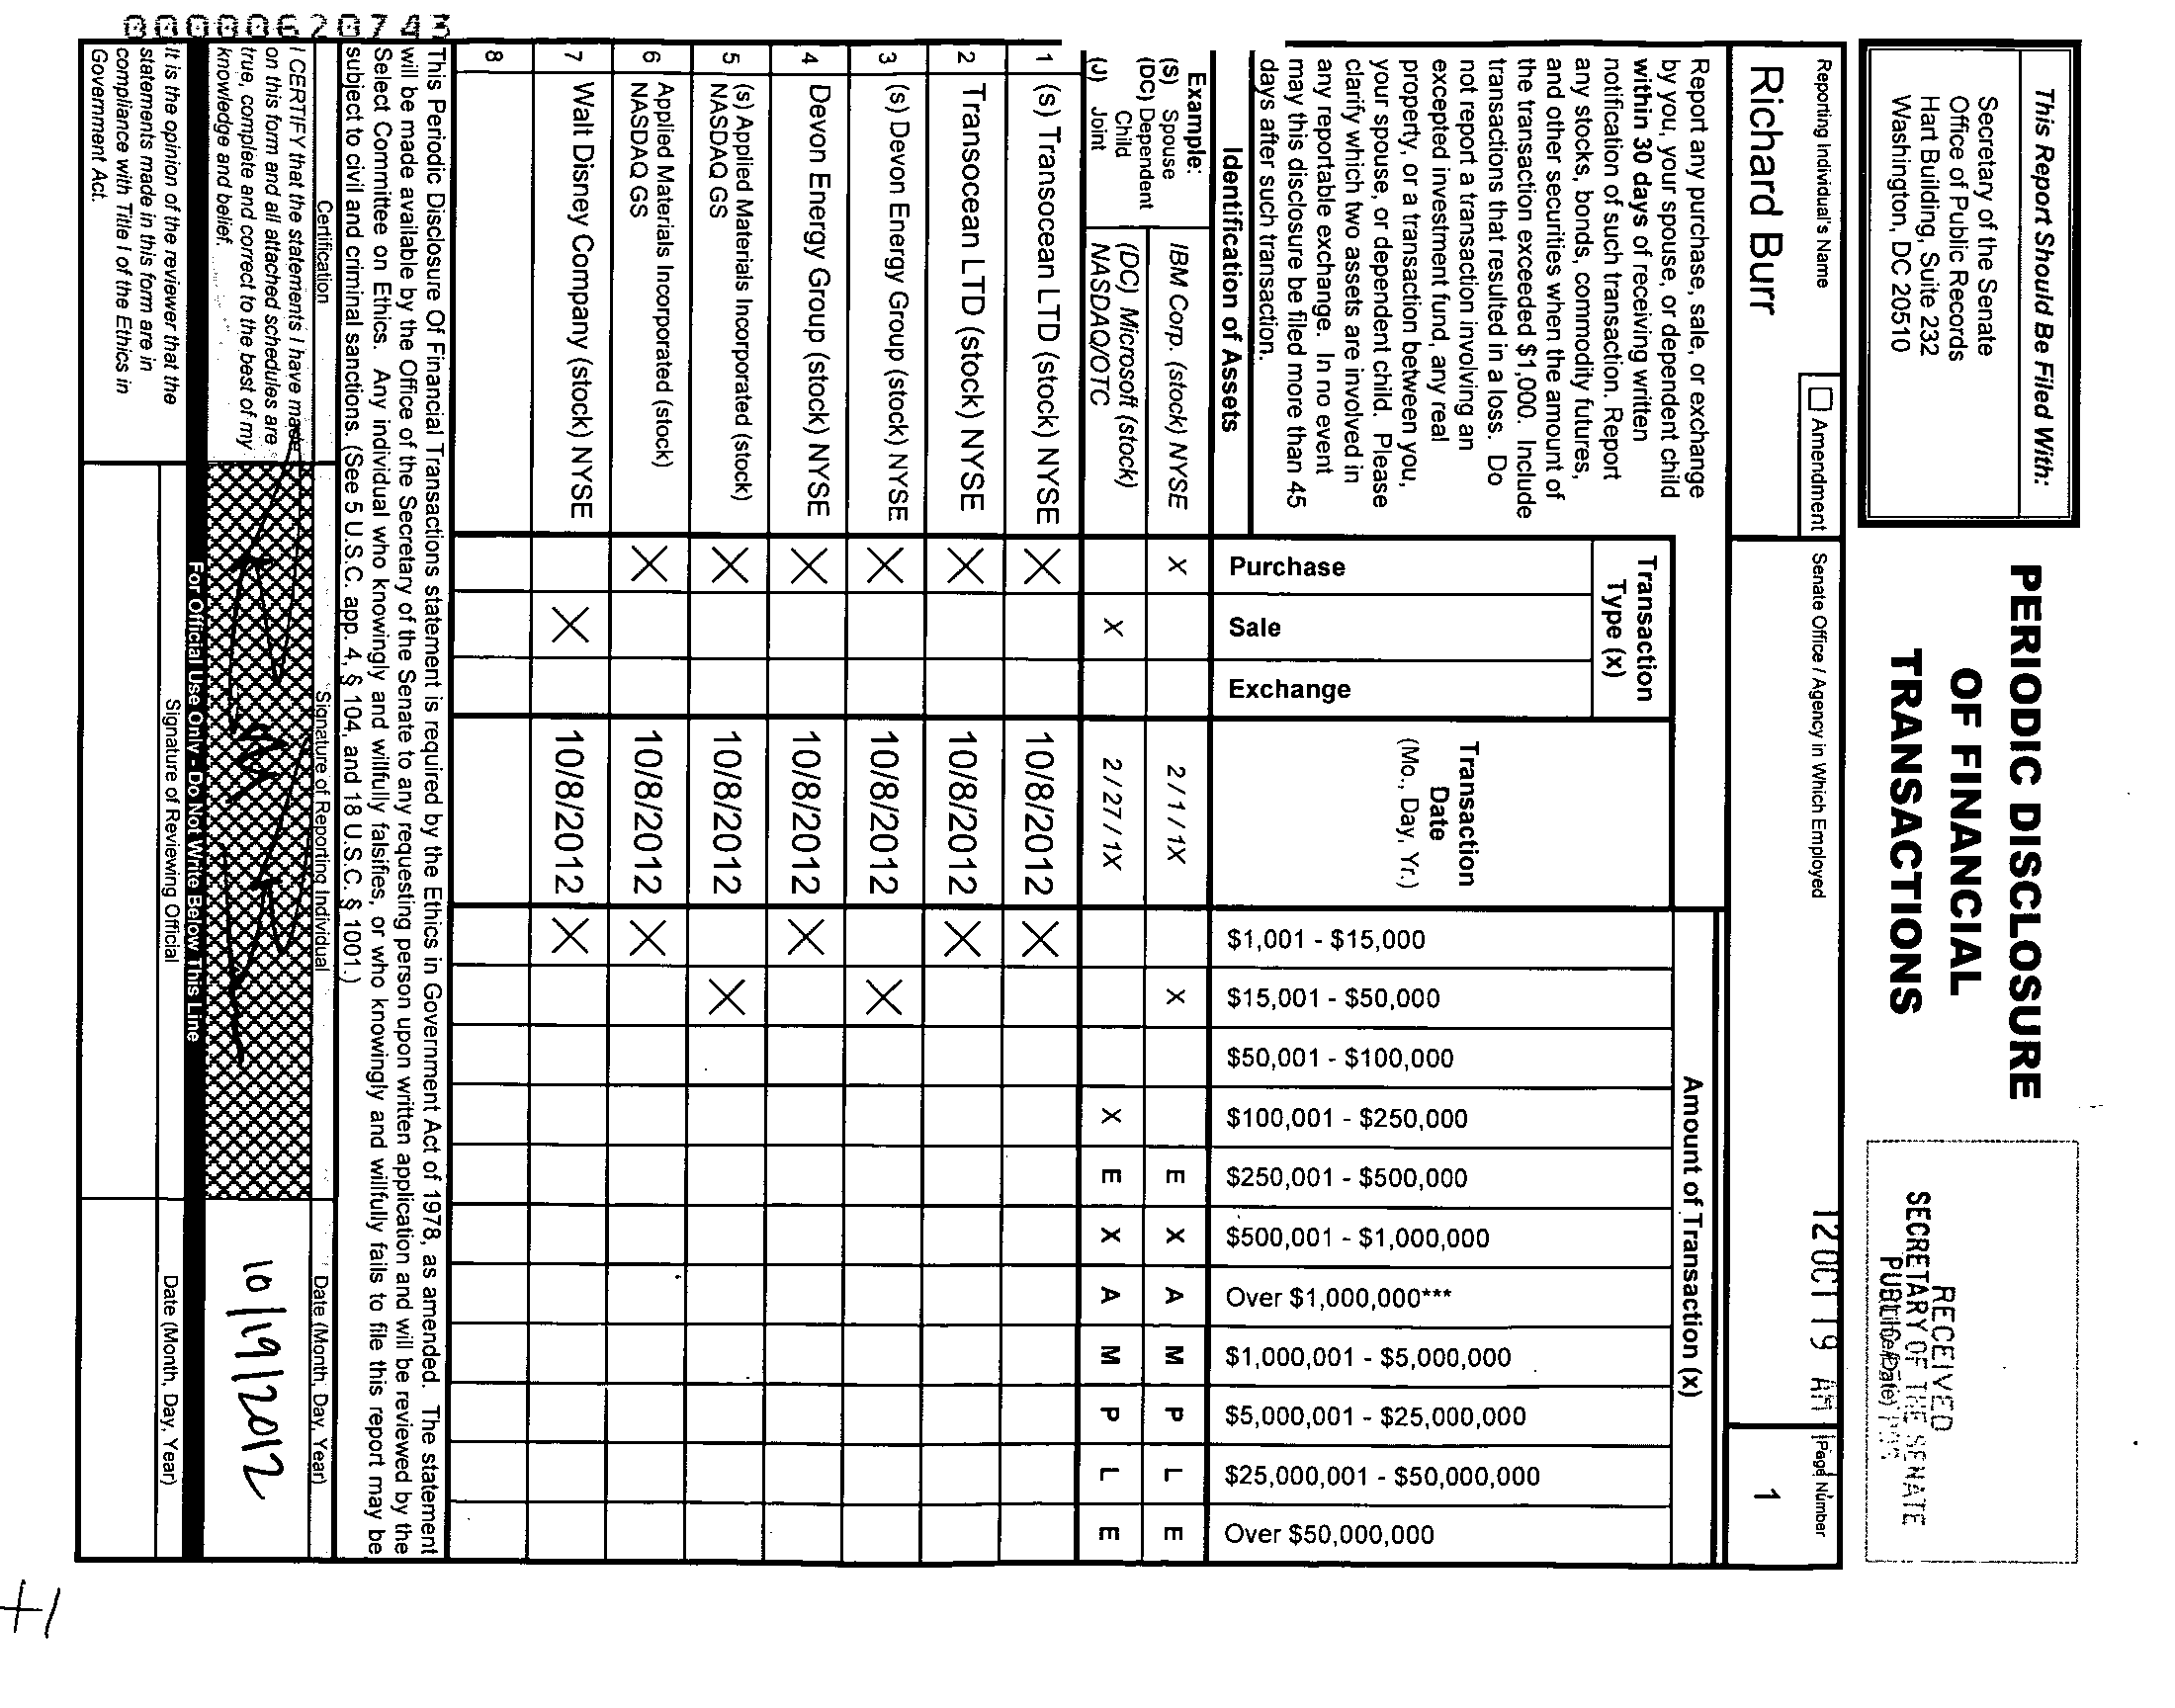 This Report Should Be Filed With:
Secretary of the Senate
Office of Public Records
Hart Building, Suite 232
Washington, DC 20510
PERIODIC DISCLOSURE
OF FINANCIAL
TRANSACTIONS
RECEIVED
SECRETARY OF THE SENATE
12 OCT 19 AM
Reporting Individual's Name
Amendment
Senate Office / Agency in Which Employed
Page Number
Richard Burr
1
Report any purchase, sale, or exchange
by you, your spouse, or dependent child
within 30 days of receiving written
notification of such transaction. Report
any stocks, bonds, commodity futures,
and other securities when the amount of
the transaction exceeded $1,000. Include
transactions that resulted in a loss. Do
not report a transaction involving an
excepted investment fund, any real
property, or a transaction between you,
your spouse, or dependent child. Please
clarify which two assets are involved in
any reportable exchange. In no event
may this disclosure be filed more than 45
days after such transaction.
Identification of Assets
Transaction
Type (x)
Purchase
Sale
Exchange
Transaction
Date
(Mo., Day, Yr.)
Amount of Transaction (x)
$1,001 - $15,000
$15,001 - $50,000
$50,001 - $100,000
$100,001 - $250,000
$250,001 - $500,000
$500,001 - $1,000,000
Over $1,000,000***
$1,000,001 - $5,000,000
$5,000,001 - $25,000,000
$25,000,001 - $50,000,000
Over $50,000,000
Example:
(S) Spouse
(DC) Dependent
Child
(J) Joint
IBM Corp. (stock) NYSE X 2 / 1 / 1X X E X A M P L E
(DC) Microsoft (stock)
NASDAQ/OTC X 2 / 27 / 1X X E X A M P L E
1 (s) Transocean LTD (stock) NYSE X 10/8/2012 X
2 Transocean LTD (stock) NYSE X 10/8/2012 X
3 (s) Devon Energy Group (stock) NYSE X 10/8/2012 X
4 Devon Energy Group (stock) NYSE X 10/8/2012 X
5 (s) Applied Materials Incorporated (stock)
NASDAQ GS X 10/8/2012 X
6 Applied Materials Incorporated (stock)
NASDAQ GS X 10/8/2012 X
7 Walt Disney Company (stock) NYSE X 10/8/2012 X
8
This Periodic Disclosure Of Financial Transactions statement is required by the Ethics in Government Act of 1978, as amended. The statement
will be made available by the Office of the Secretary of the Senate to any requesting person upon written application and will be reviewed by the
Select Committee on Ethics. Any individual who knowingly and willfully falsifies, or who knowingly and willfully fails to file this report may be
subject to civil and criminal sanctions. (See 5 U.S.C. app. 4, § 104, and 18 U.S.C. § 1001.)
Certification
Signature of Reporting Individual
Date (Month, Day, Year)
I CERTIFY that the statements I have made
on this form and all attached schedules are
true, complete and correct to the best of my
knowledge and belief.
10/19/2012
For Official Use Only - Do Not Write Below This Line
It is the opinion of the reviewer that the
statements made in this form are in
compliance with Title I of the Ethics in
Government Act.
Signature of Reviewing Official
Date (Month, Day, Year)
00000620743